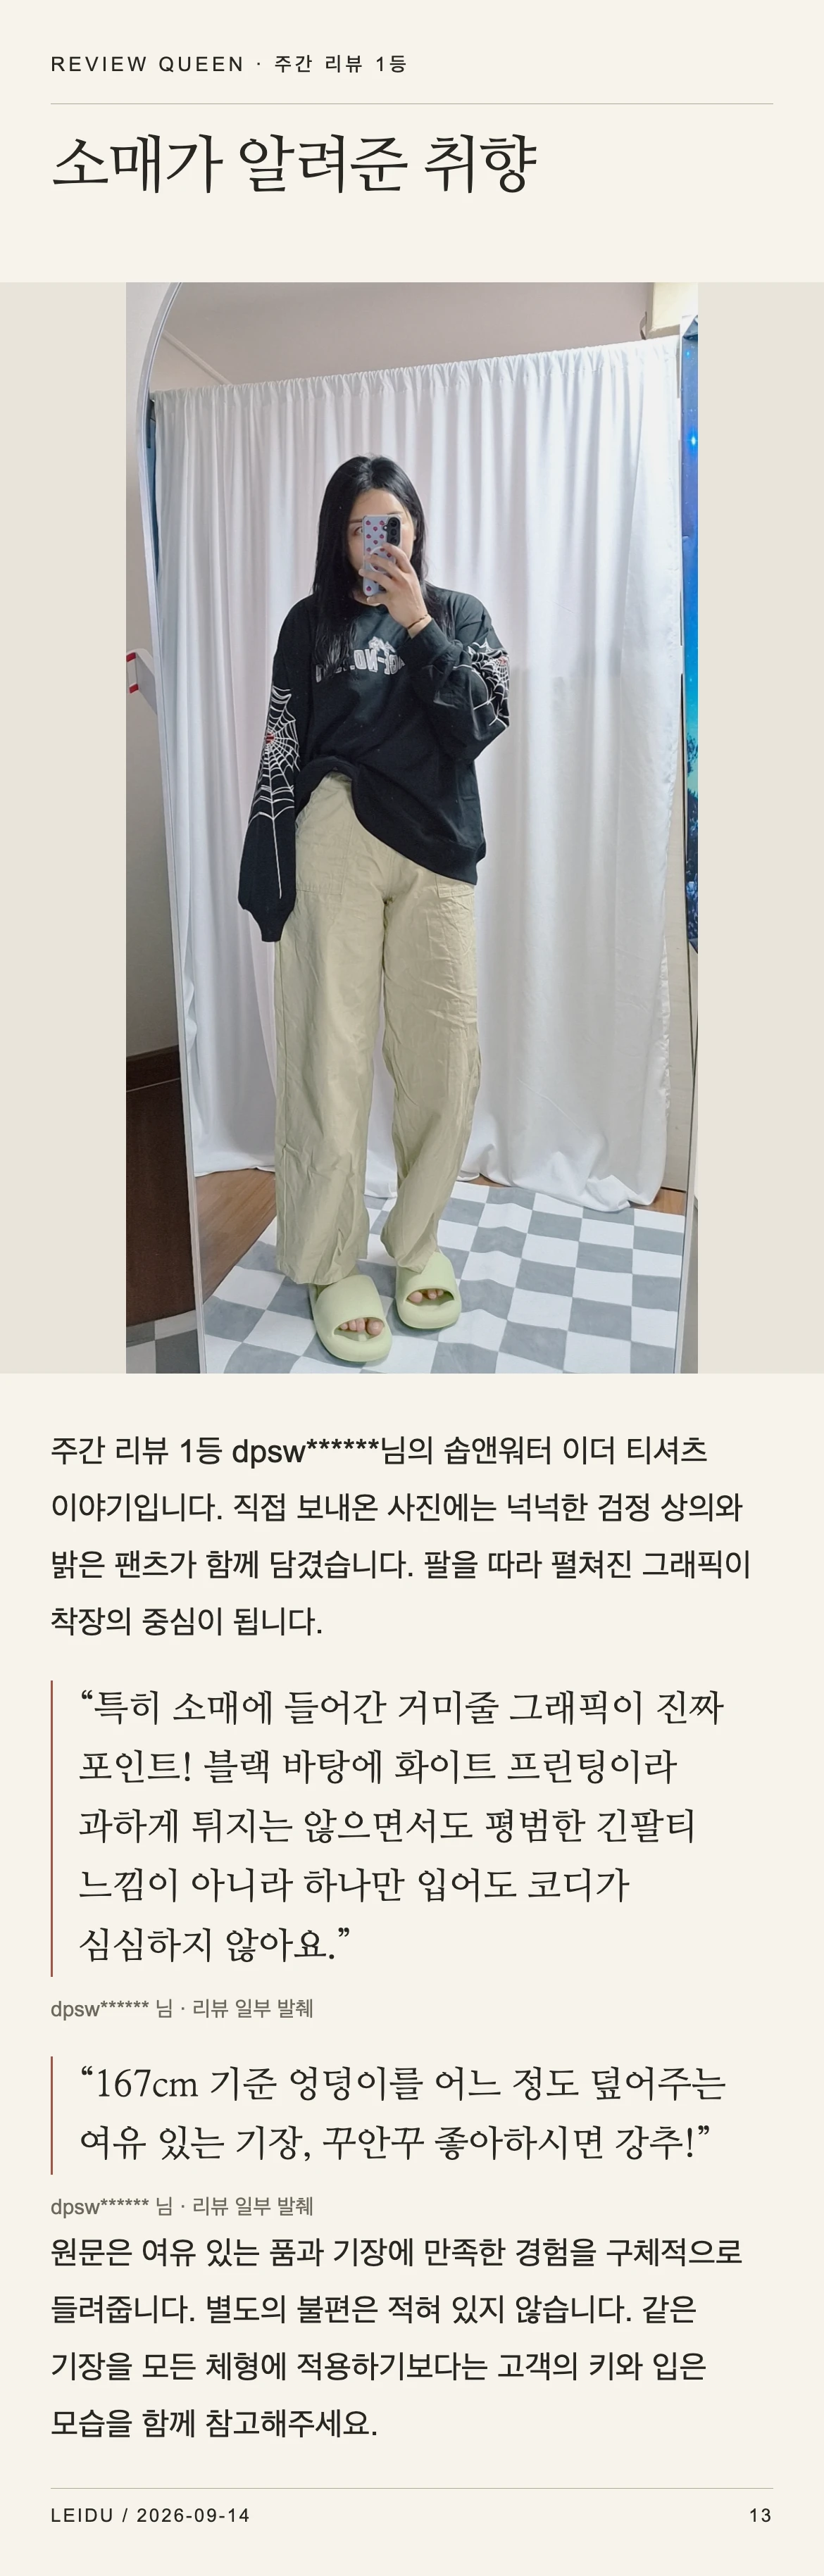 REVIEW QUEEN · 주간 리뷰 1등
소매가 알려준 취향
주간 리뷰 1등 dpsw******님의 솝앤워터 이더 티셔츠
이야기입니다. 직접 보내온 사진에는 넉넉한 검정 상의와
밝은 팬츠가 함께 담겼습니다. 팔을 따라 펼쳐진 그래픽이
착장의 중심이 됩니다.
“특히 소매에 들어간 거미줄 그래픽이 진짜
포인트! 블랙 바탕에 화이트 프린팅이라
과하게 튀지는 않으면서도 평범한 긴팔티
느낌이 아니라 하나만 입어도 코디가
심심하지 않아요.”
dpsw****** 님 · 리뷰 일부 발췌
“167cm 기준 엉덩이를 어느 정도 덮어주는
여유 있는 기장, 꾸안꾸 좋아하시면 강추!”
dpsw****** 님 · 리뷰 일부 발췌
원문은 여유 있는 품과 기장에 만족한 경험을 구체적으로
들려줍니다. 별도의 불편은 적혀 있지 않습니다. 같은
기장을 모든 체형에 적용하기보다는 고객의 키와 입은
모습을 함께 참고해주세요.
LEIDU / 2026-09-14
13